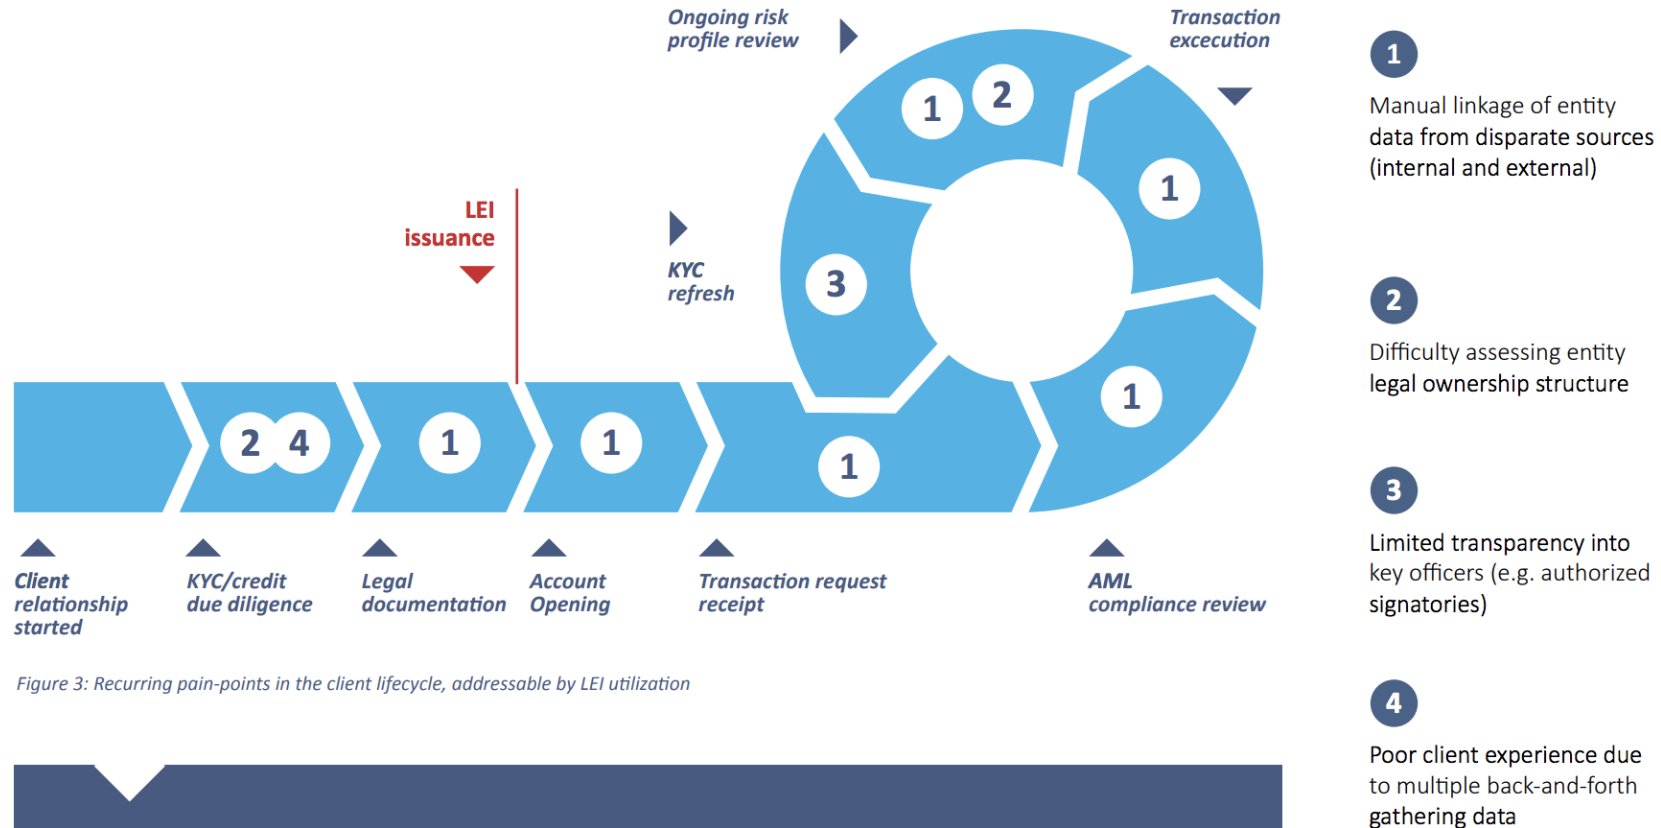 Ongoing risk
profile review
Transaction
excecution
1
2
1
LEI
issuance
KYC
refresh
3
1
2 4
1
1
1
Client
relationship
started
KYC/credit
due diligence
Legal
documentation
Account
Opening
Transaction request
receipt
AML
compliance review
Figure 3: Recurring pain-points in the client lifecycle, addressable by LEI utilization
1
Manual linkage of entity
data from disparate sources
(internal and external)
2
Difficulty assessing entity
legal ownership structure
3
Limited transparency into
key officers (e.g. authorized
signatories)
4
Poor client experience due
to multiple back-and-forth
gathering data